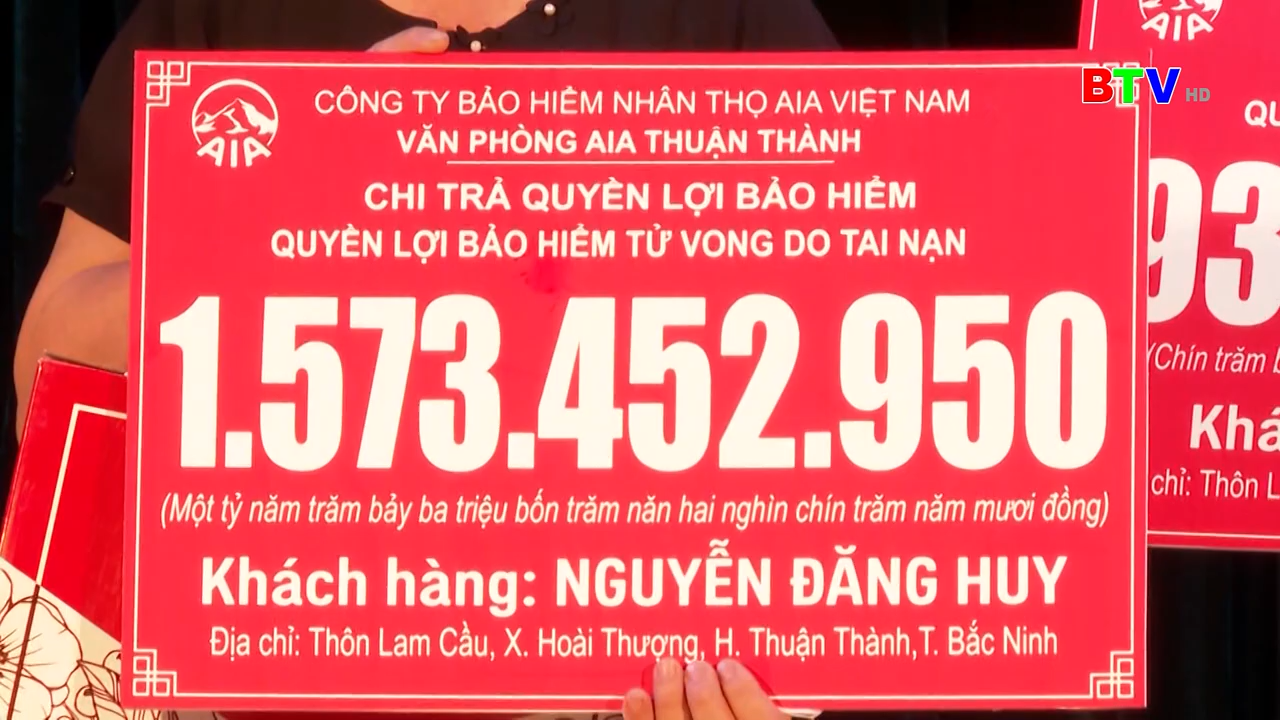 AIA
CÔNG TY BẢO HIỂM NHÂN THỌ AIA VIỆT NAM
VĂN PHÒNG AIA THUẬN THÀNH
CHI TRẢ QUYỀN LỢI BẢO HIỂM
QUYỀN LỢI BẢO HIỂM TỬ VONG DO TAI NẠN
1.573.452.950
(Một tỷ năm trăm bảy ba triệu bốn trăm năn hai nghìn chín trăm năm mươi đồng)
Khách hàng: NGUYỄN ĐĂNG HUY
Địa chỉ: Thôn Lam Cầu, X. Hoài Thượng, H. Thuận Thành,T. Bắc Ninh
AIA
BTV HD
93
(Chín trăm
chỉ: Thôn